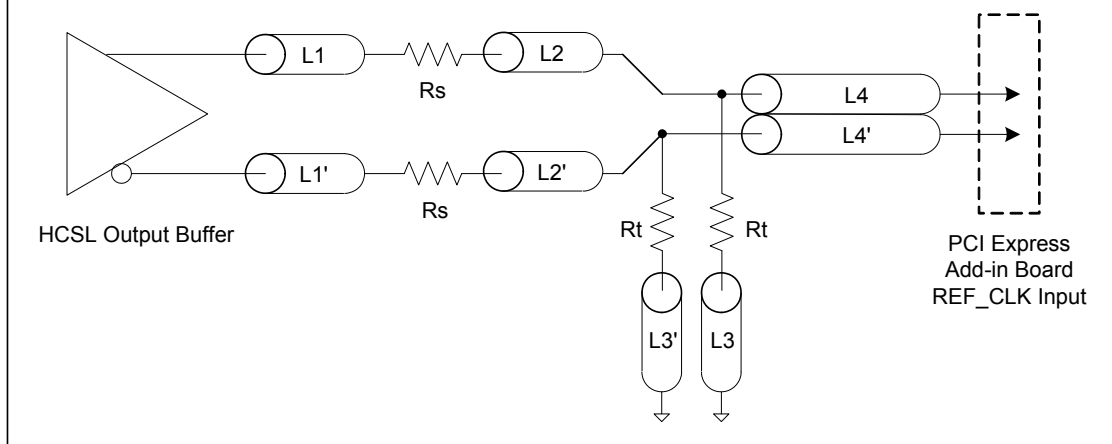 L1
Rs
L2
L4
L4'
L1'
Rs
L2'
HCSL Output Buffer
Rt
Rt
L3'
L3
PCI Express
Add-in Board
REF_CLK Input